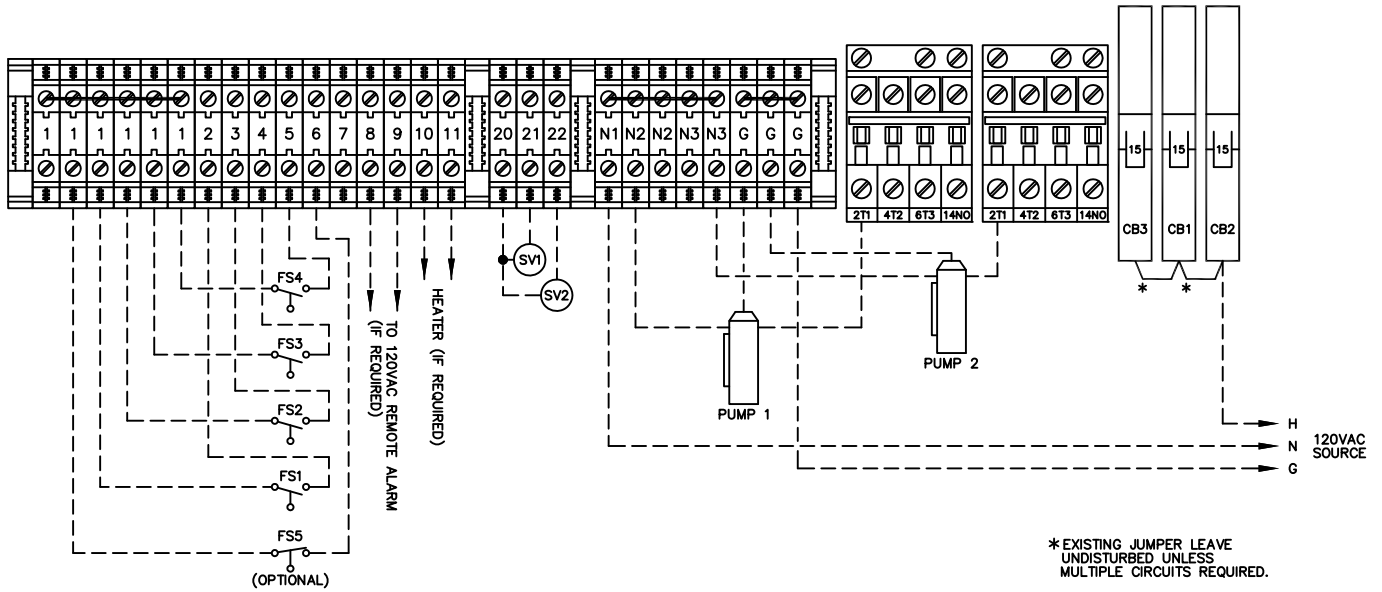 1 1 1 1 1 1 2 3 4 5 6 7 8 9 10 11 20 21 22 N1 N2 N2 N3 N3 G G G
15 15 15
2T1 4T2 6T3 14NO 2T1 4T2 6T3 14NO
CB3 CB1 CB2
SV1
SV2
FS4
FS3
FS2
FS1
FS5
(OPTIONAL)
TO 120VAC REMOTE ALARM
(IF REQUIRED)
HEATER (IF REQUIRED)
PUMP 1
PUMP 2
* *
H
N
G
120VAC
SOURCE
* EXISTING JUMPER LEAVE
UNDISTURBED UNLESS
MULTIPLE CIRCUITS REQUIRED.